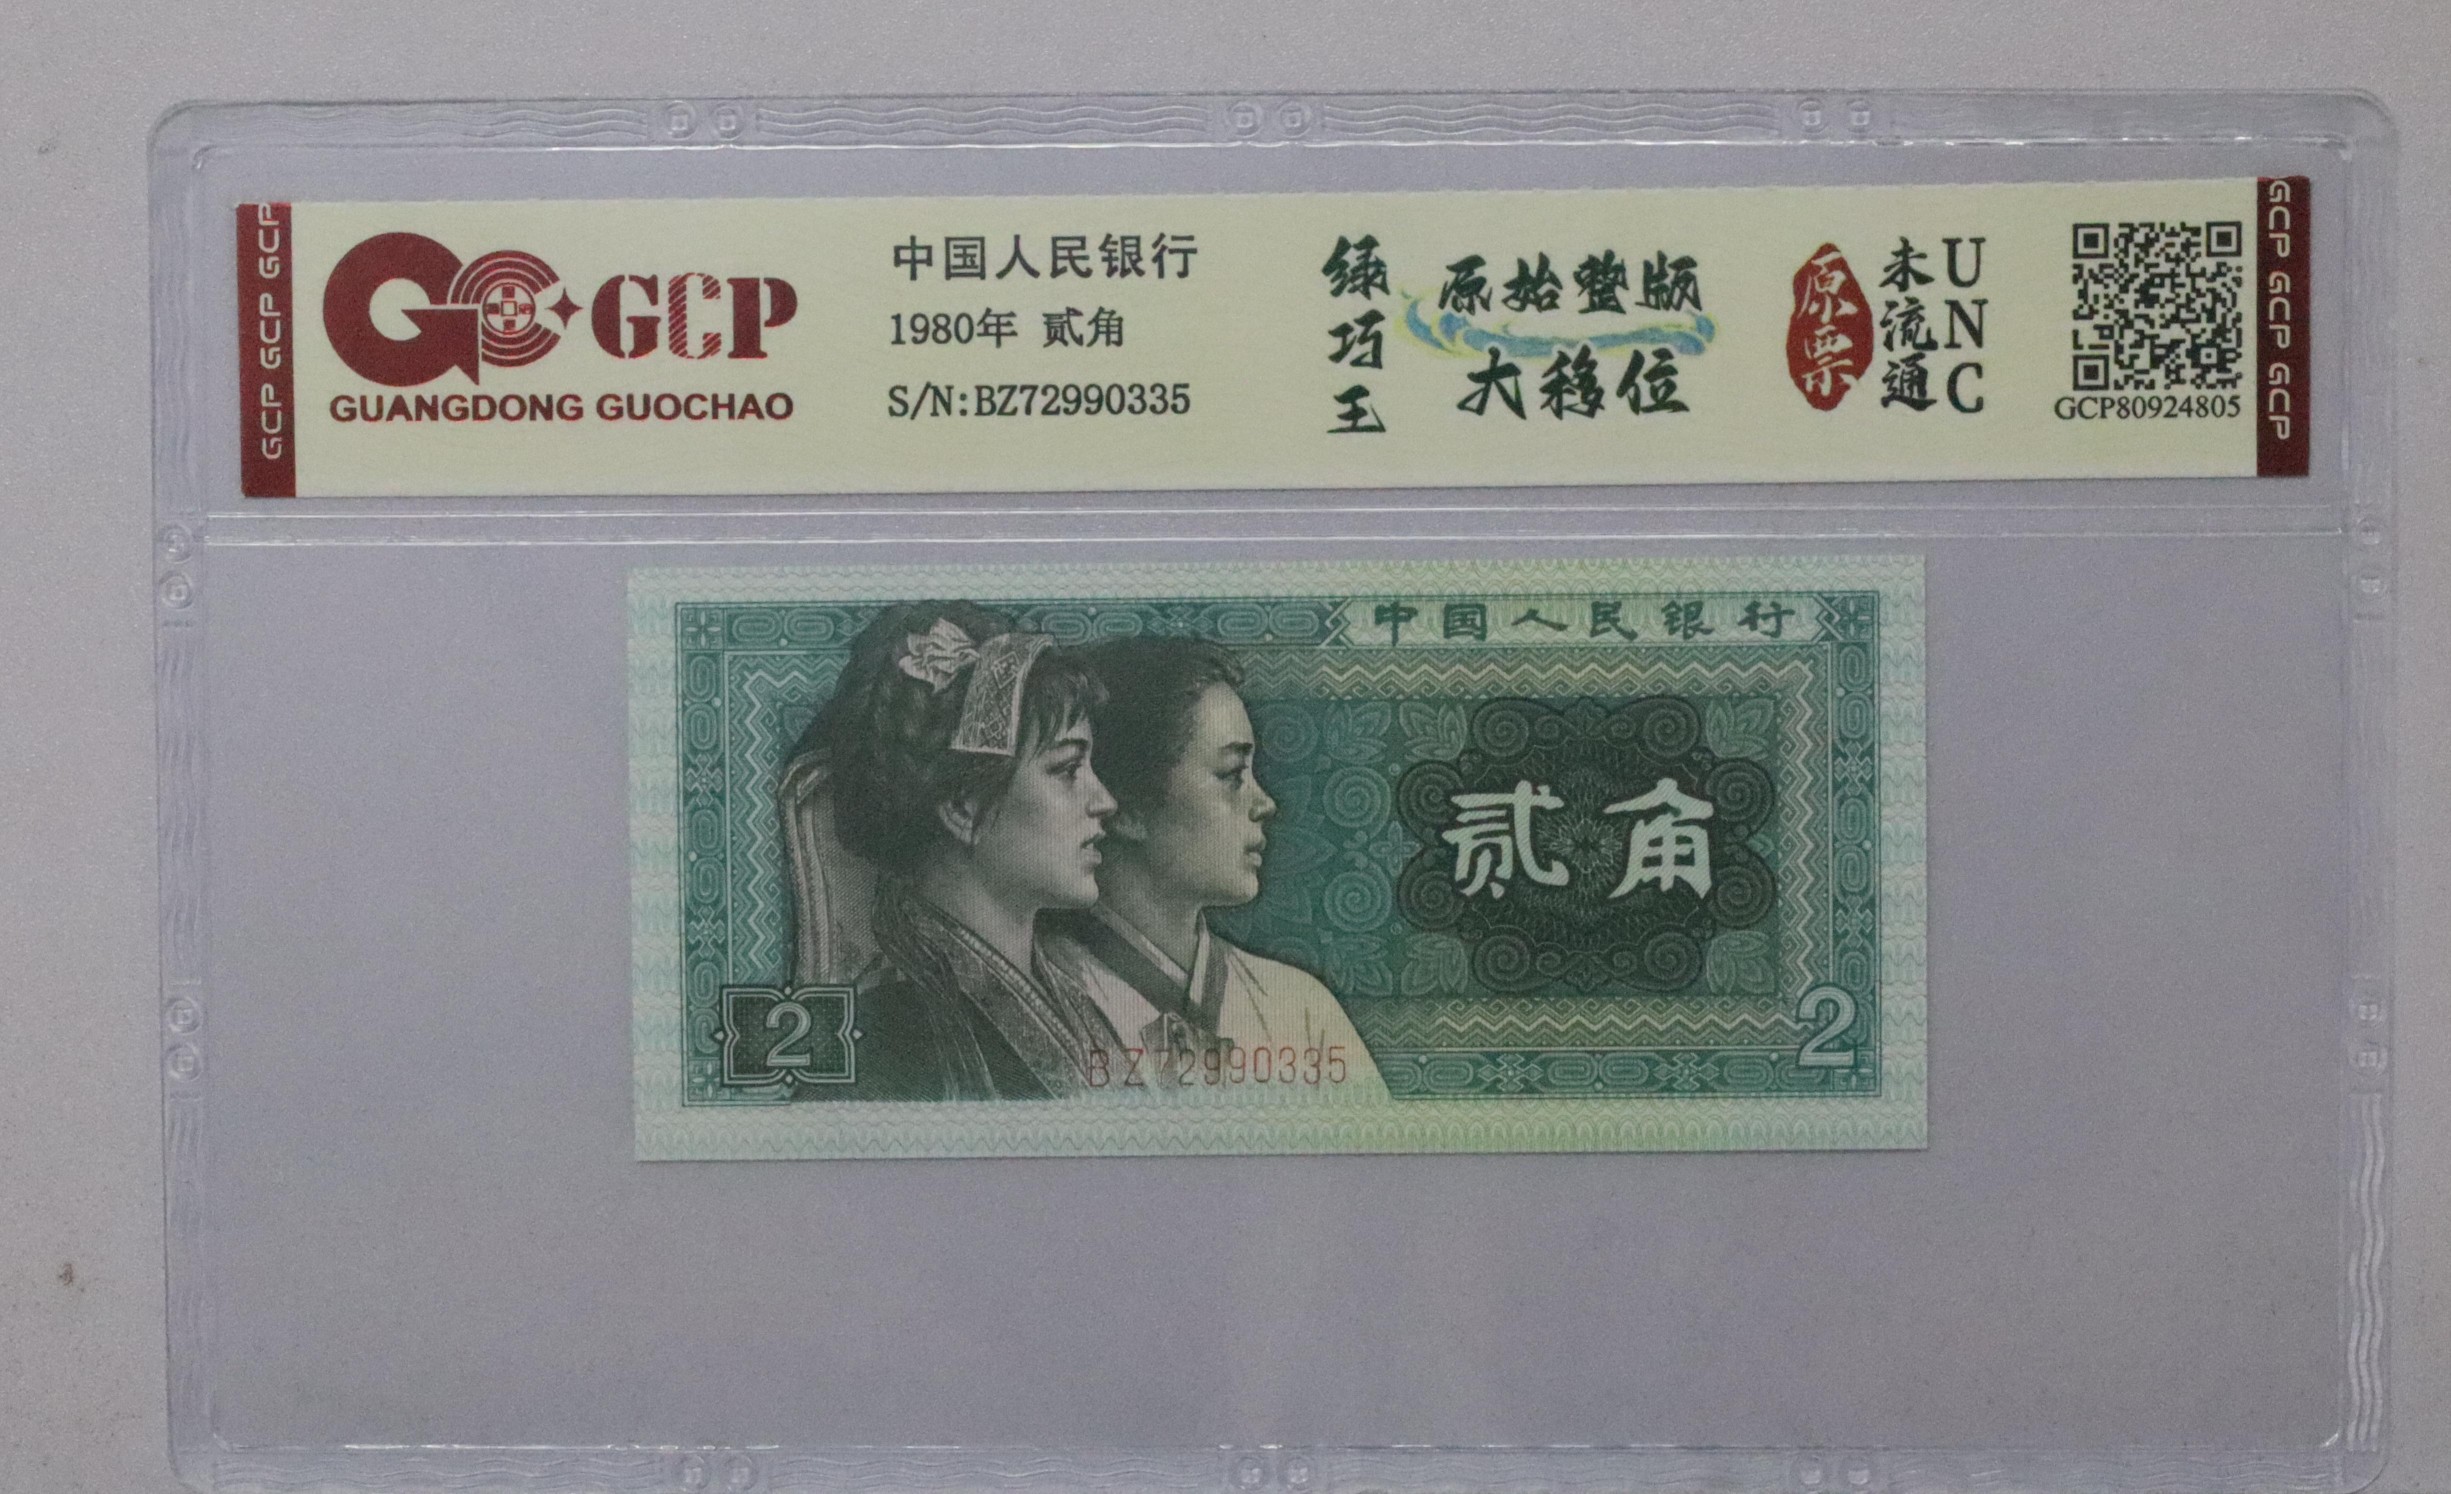 GCP GCP GCP
GCP
GUANGDONG GUOCHAO
中国人民银行
1980年 贰角
S/N:BZ72990335
绿巧王
原始整版
大移位
原票
未流通
UNC
GCP80924805
GCP GCP GCP
中国人民银行
贰角
2
2
BZ72990335